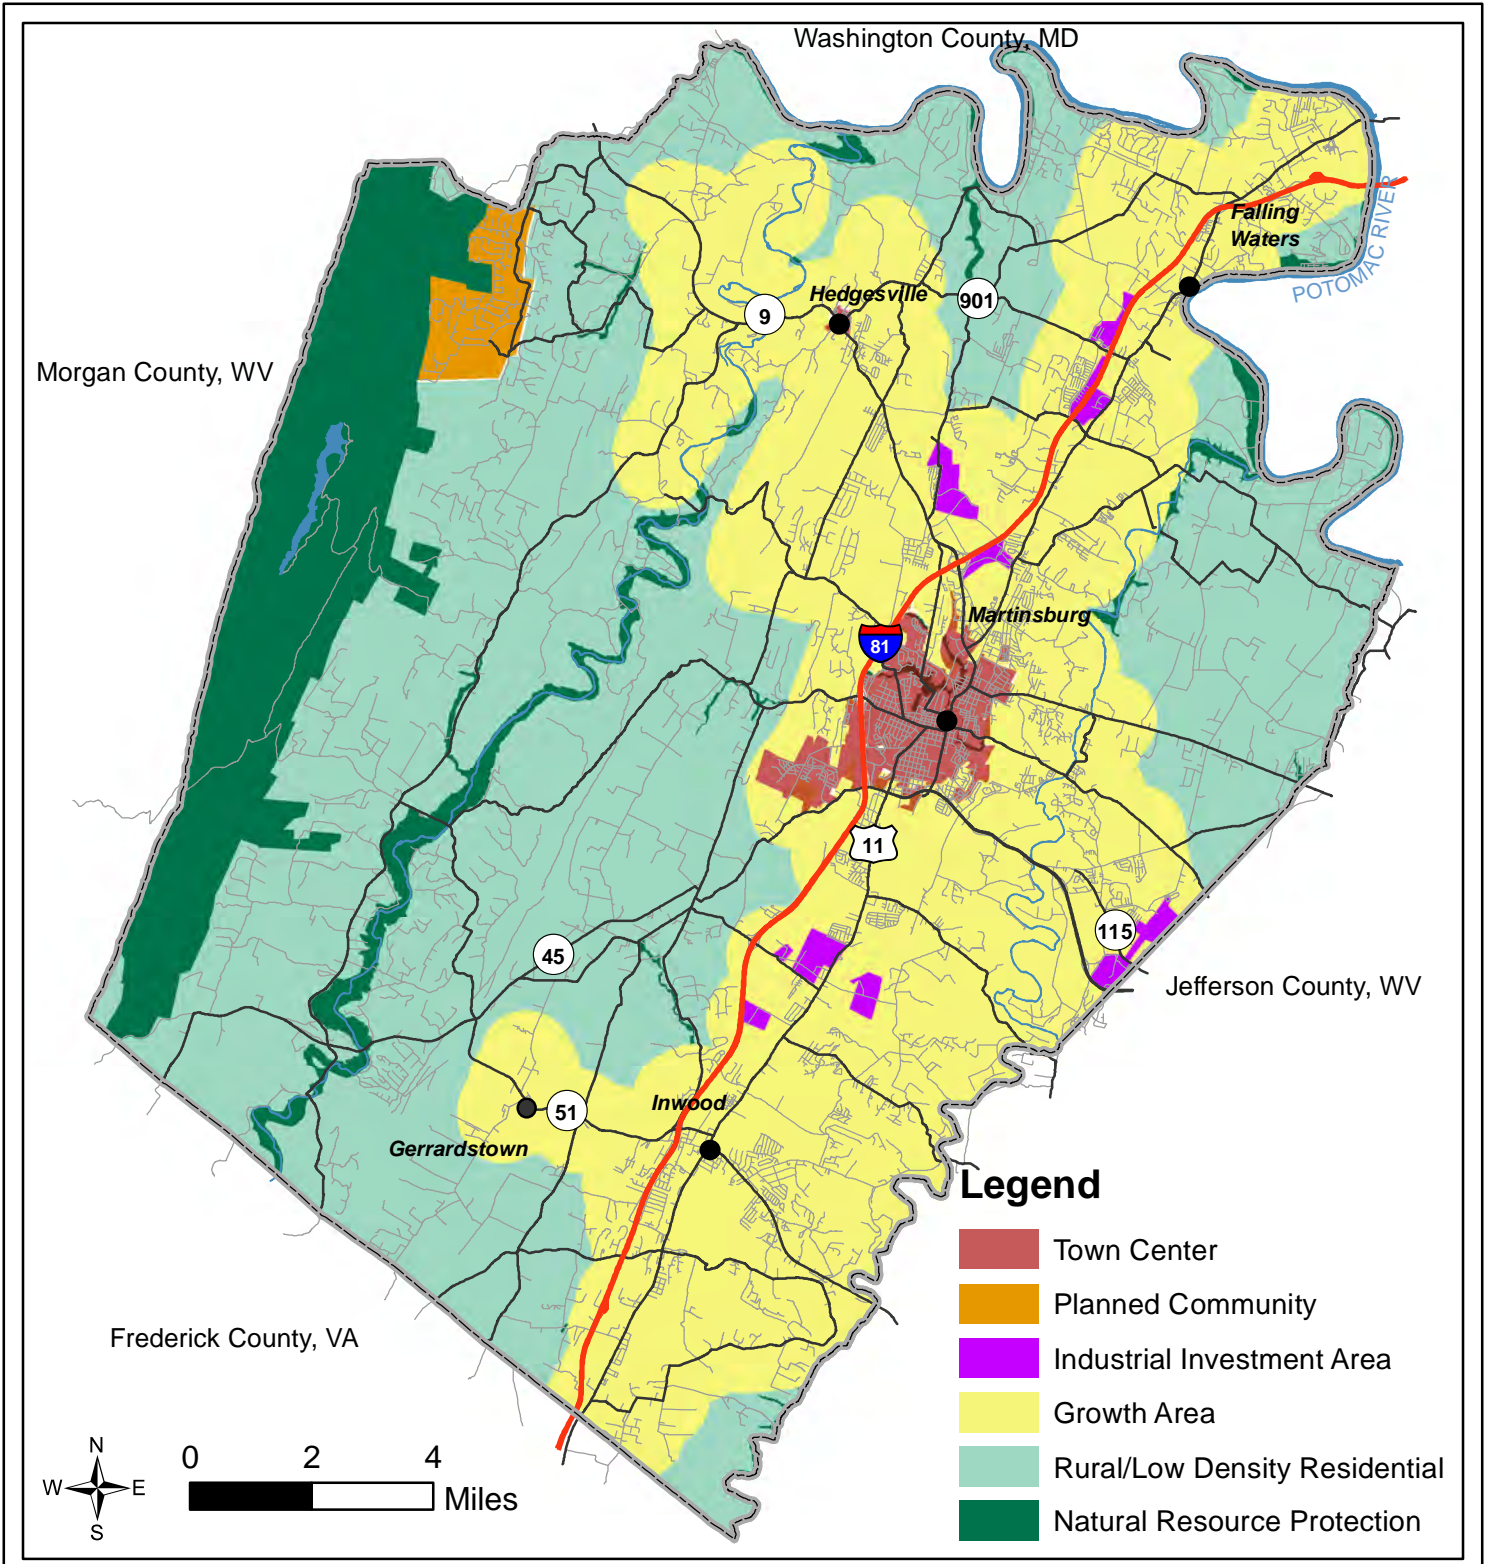 Washington County, MD
Falling
Waters
POTOMAC RIVER
Hedgesville
901
9
Morgan County, WV
Martinsburg
81
11
115
45
Jefferson County, WV
Inwood
51
Gerrardstown
Legend
Town Center
Planned Community
Industrial Investment Area
Growth Area
Rural/Low Density Residential
Natural Resource Protection
Frederick County, VA
N
W E
S
0 2 4
Miles